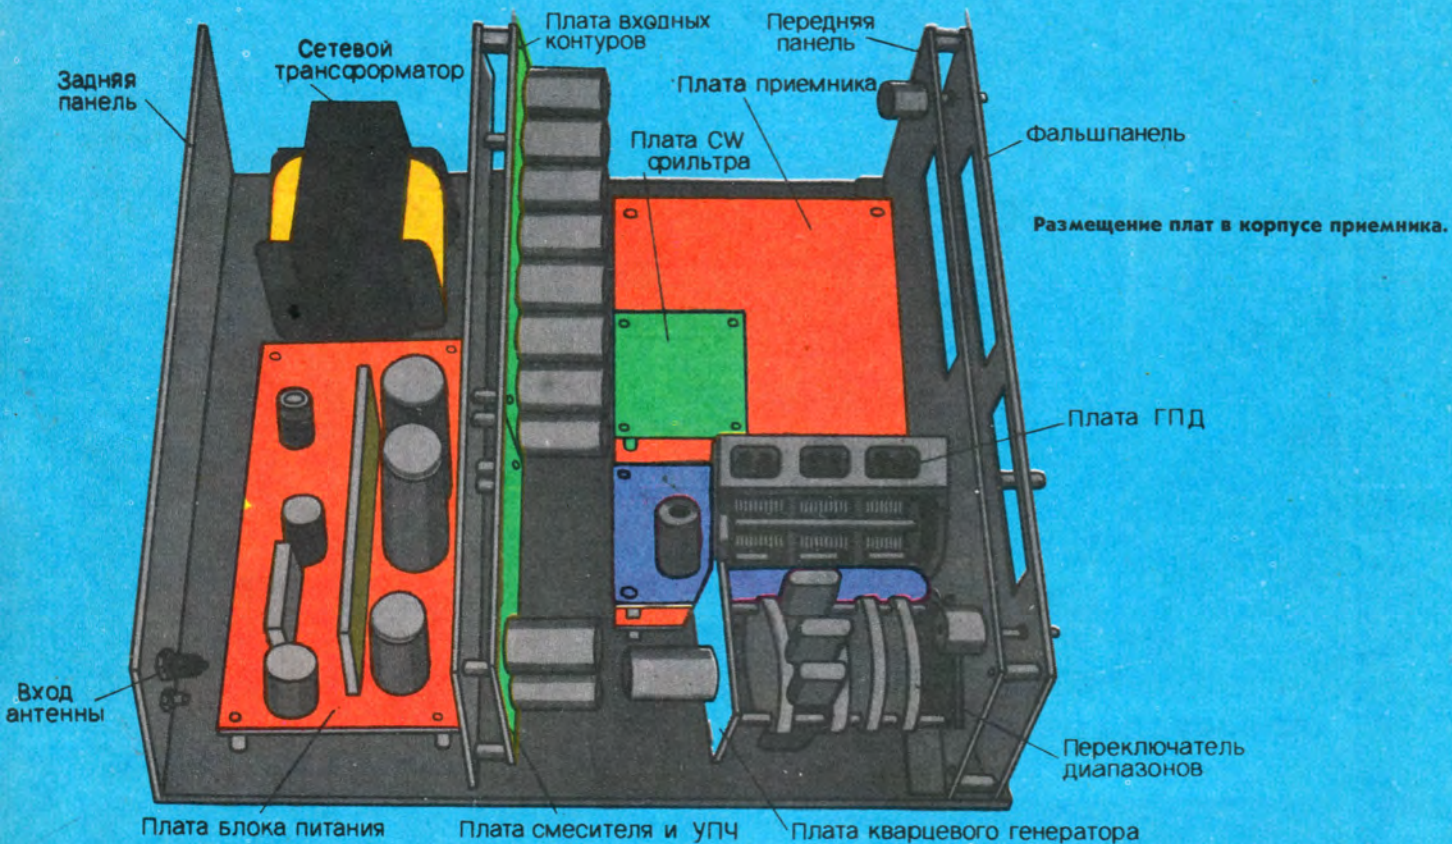 Плата входных
контуров
Передняя
панель
Сетевой
трансформатор
Задняя
панель
Плата приемника
Плата CW
фильтра
Фальшпанель
Размещение плат в корпусе приемника.
Плата ГПД
Вход
антенны
Переключатель
диапазонов
Плата блока питания
Плата смесителя и УПЧ
Плата кварцевого генератора